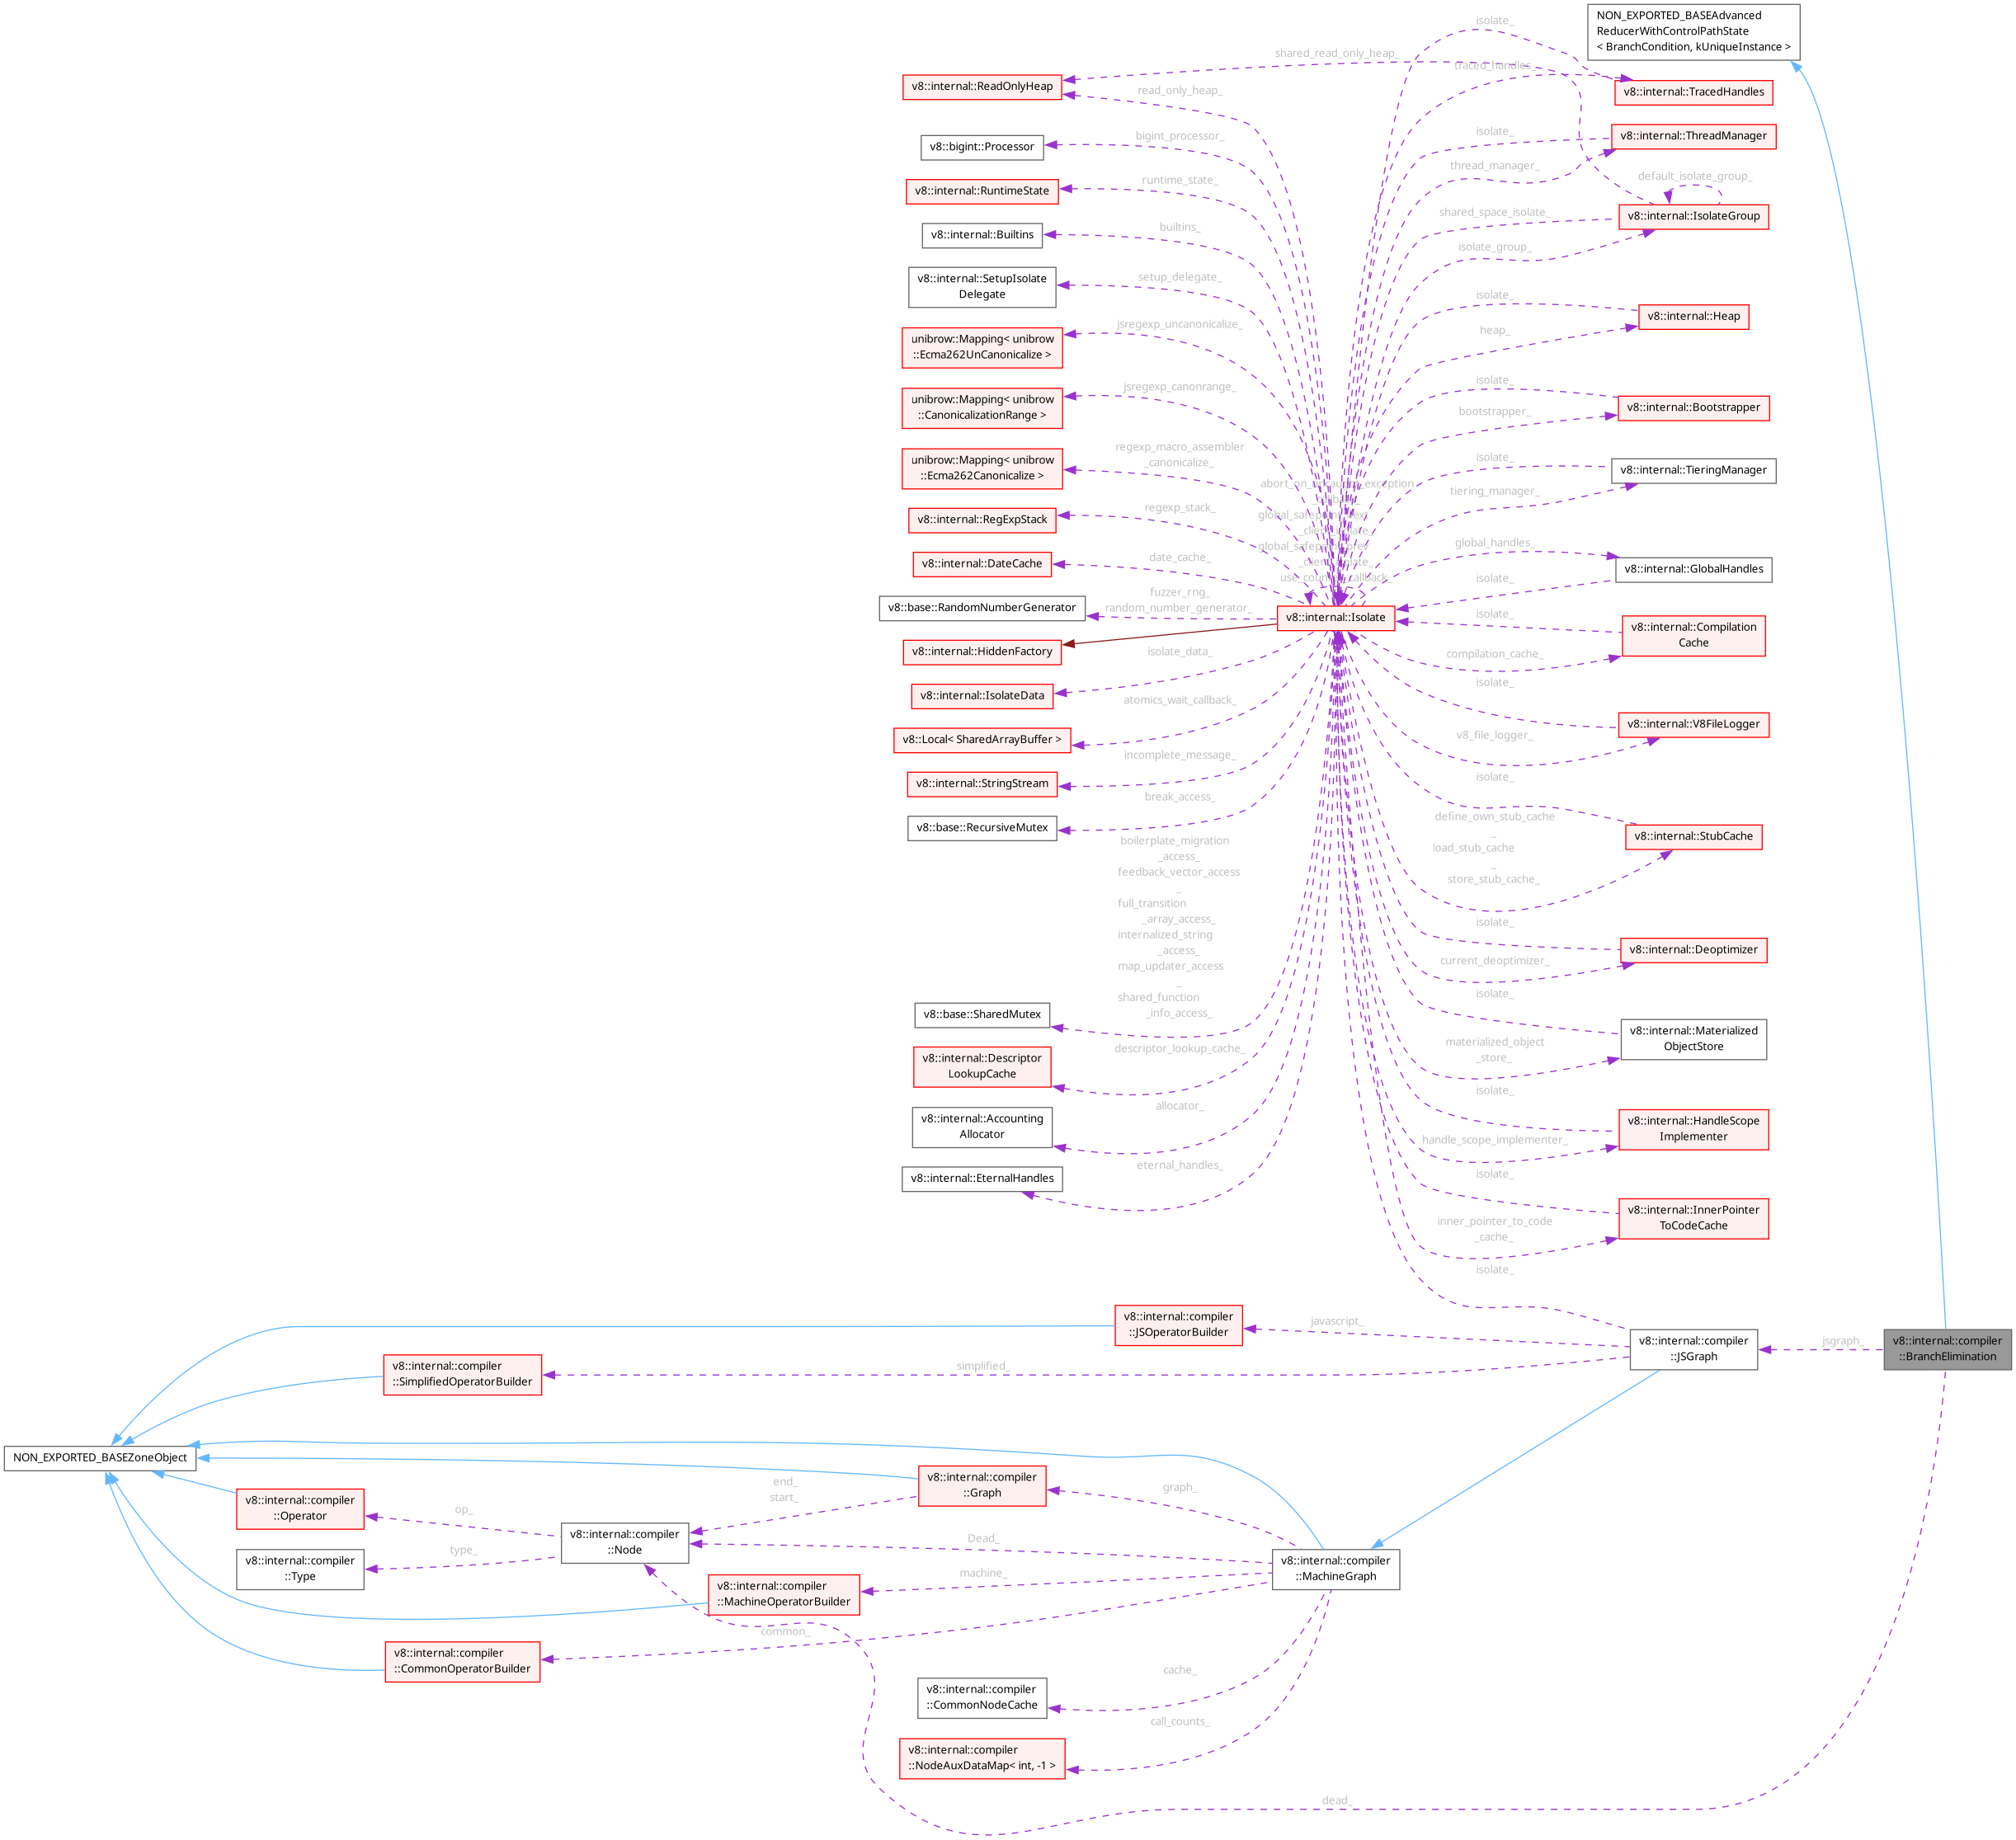 NON_EXPORTED_BASEAdvanced
ReducerWithControlPathState
< BranchCondition, kUniqueInstance >
isolate_
shared_read_only_heap_
traced_handles_
v8::internal::ReadOnlyHeap
read_only_heap_
v8::internal::TracedHandles
bigint_processor_
v8::bigint::Processor
isolate_
v8::internal::ThreadManager
thread_manager_
runtime_state_
v8::internal::RuntimeState
default_isolate_group_
shared_space_isolate_
v8::internal::IsolateGroup
builtins_
v8::internal::Builtins
isolate_group_
setup_delegate_
v8::internal::SetupIsolate
Delegate
isolate_
v8::internal::Heap
heap_
jsregexp_uncanonicalize_
unibrow::Mapping< unibrow
::Ecma262UnCanonicalize >
jsregexp_canonrange_
unibrow::Mapping< unibrow
::CanonicalizationRange >
isolate_
v8::internal::Bootstrapper
bootstrapper_
regexp_macro_assembler
_canonicalize_
unibrow::Mapping< unibrow
::Ecma262Canonicalize >
isolate_
v8::internal::TieringManager
tiering_manager_
regexp_stack_
v8::internal::RegExpStack
global_handles_
v8::internal::GlobalHandles
isolate_
date_cache_
v8::internal::DateCache
fuzzer_rng_
random_number_generator_
v8::base::RandomNumberGenerator
v8::internal::Isolate
isolate_
v8::internal::Compilation
Cache
compilation_cache_
v8::internal::HiddenFactory
isolate_data_
v8::internal::IsolateData
isolate_
v8::internal::V8FileLogger
v8_file_logger_
atomics_wait_callback_
v8::Local< SharedArrayBuffer >
incomplete_message_
v8::internal::StringStream
isolate_
break_access_
v8::base::RecursiveMutex
define_own_stub_cache
_
load_stub_cache
_
store_stub_cache_
v8::internal::StubCache
boilerplate_migration
_access_
feedback_vector_access
_
full_transition
_array_access_
internalized_string
_access_
map_updater_access
_
shared_function
_info_access_
v8::base::SharedMutex
isolate_
v8::internal::Deoptimizer
current_deoptimizer_
isolate_
v8::internal::Materialized
ObjectStore
materialized_object
_store_
v8::internal::Descriptor
LookupCache
descriptor_lookup_cache_
isolate_
v8::internal::HandleScope
Implementer
handle_scope_implementer_
v8::internal::Accounting
Allocator
allocator_
v8::internal::EternalHandles
eternal_handles_
isolate_
v8::internal::InnerPointer
ToCodeCache
inner_pointer_to_code
_cache_
isolate_
v8::internal::compiler
::JSOperatorBuilder
javascript_
v8::internal::compiler
::JSGraph
jsgraph_
v8::internal::compiler
::BranchElimination
v8::internal::compiler
::SimplifiedOperatorBuilder
simplified_
NON_EXPORTED_BASEZoneObject
v8::internal::compiler
::Graph
graph_
end_
start_
v8::internal::compiler
::Operator
op_
v8::internal::compiler
::Node
Dead_
v8::internal::compiler
::Type
type_
v8::internal::compiler
::MachineGraph
v8::internal::compiler
::MachineOperatorBuilder
machine_
v8::internal::compiler
::CommonOperatorBuilder
common_
v8::internal::compiler
::CommonNodeCache
cache_
v8::internal::compiler
::NodeAuxDataMap< int, -1 >
call_counts_
dead_